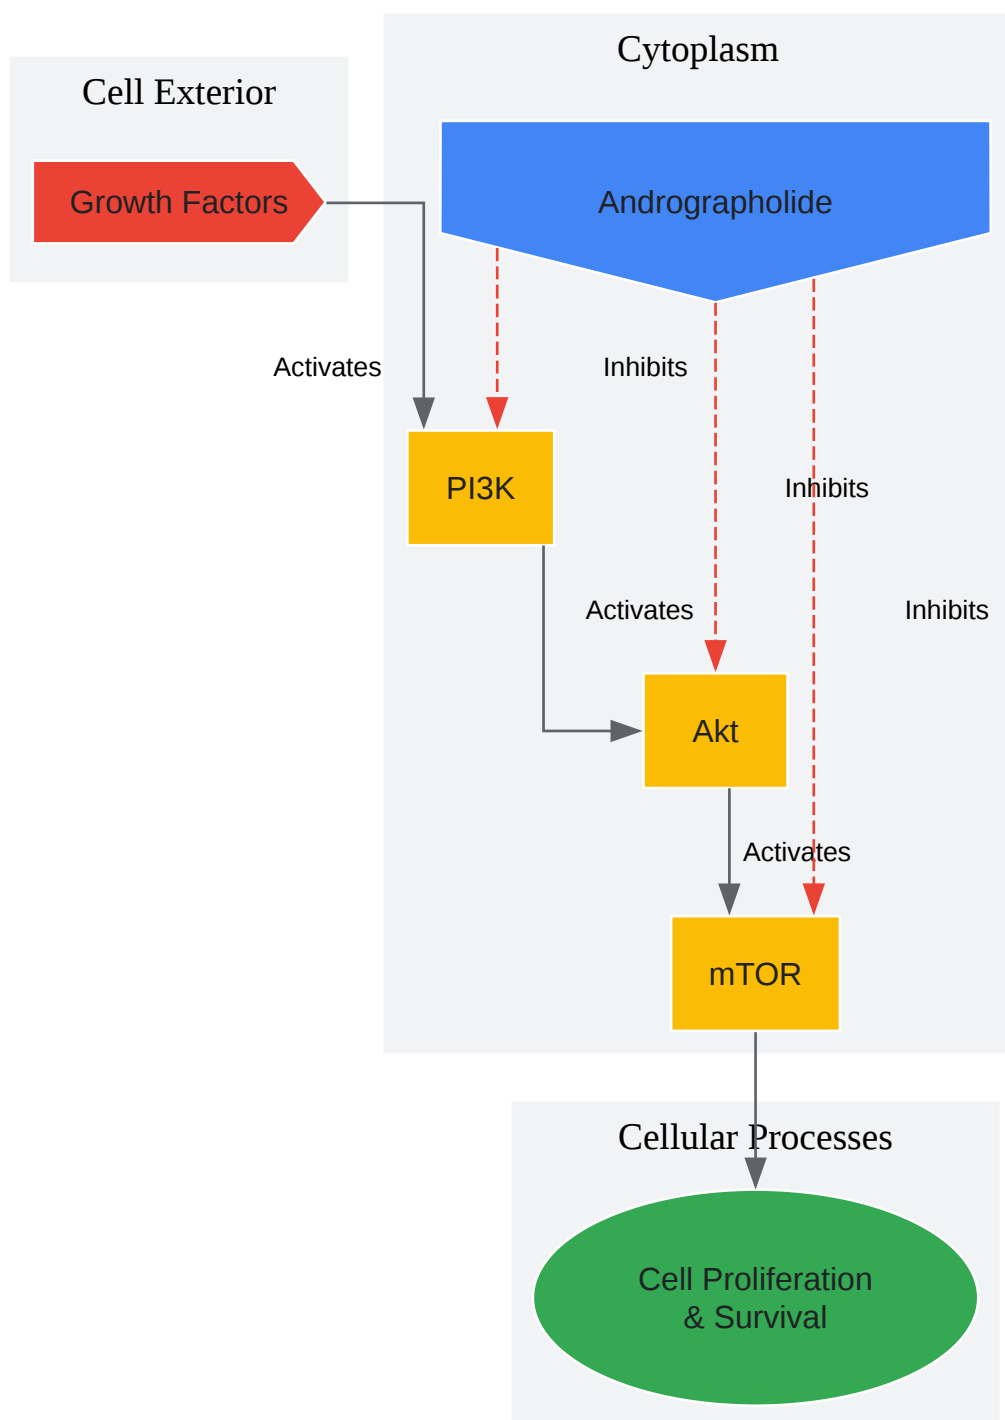 Cytoplasm
Cell Exterior
Growth Factors
Andrographolide
Activates
Inhibits
PI3K
Inhibits
Activates
Inhibits
Akt
Activates
mTOR
Cellular Processes
Cell Proliferation
& Survival